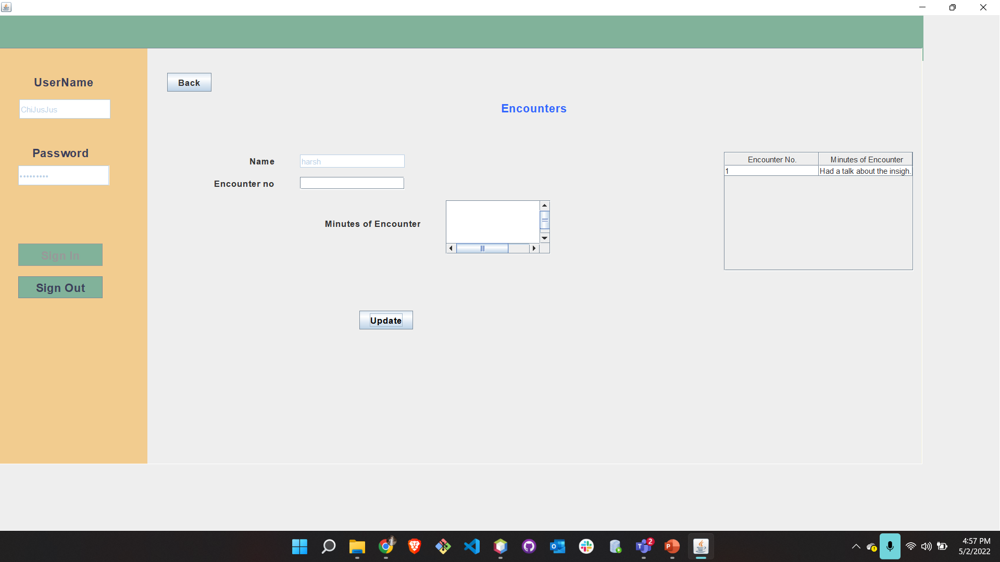 UserName
ChiJusJus
Password
Sign In
Sign Out
Back
Encounters
Name
harsh
Encounter no
Minutes of Encounter
Update
Encounter No.
Minutes of Encounter
1
Had a talk about the insigh.
2
4:57 PM
5/2/2022